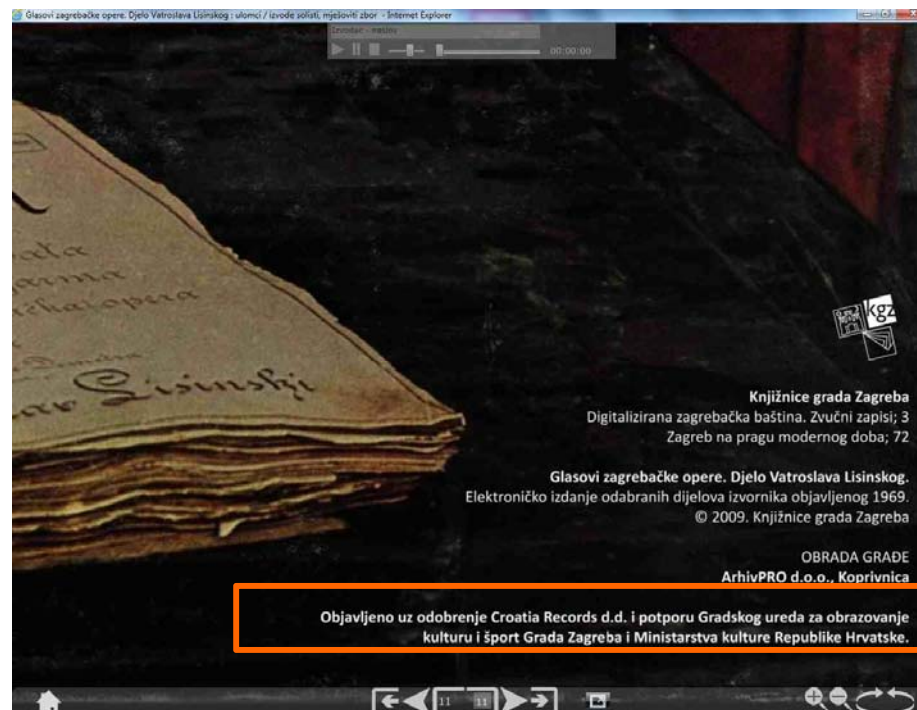 Glasovi zagrebačke opere. Djelo Vatroslava Lisinskog : ulomci / izvode solisti, mješoviti zbor - Internet Explorer
Izvođač - naslov
00:00:00
Lisinski
kgz
Knjižnice grada Zagreba
Digitalizirana zagrebačka baština. Zvučni zapisi; 3
Zagreb na pragu modernog doba; 72
Glasovi zagrebačke opere. Djelo Vatroslava Lisinskog.
Elektroničko izdanje odabranih dijelova izvornika objavljenog 1969.
© 2009. Knjižnice grada Zagreba
OBRADA GRAĐE
ArhivPRO d.o.o., Koprivnica
Objavljeno uz odobrenje Croatia Records d.d. i potporu Gradskog ureda za obrazovanje
kulturu i šport Grada Zagreba i Ministarstva kulture Republike Hrvatske.
11 11